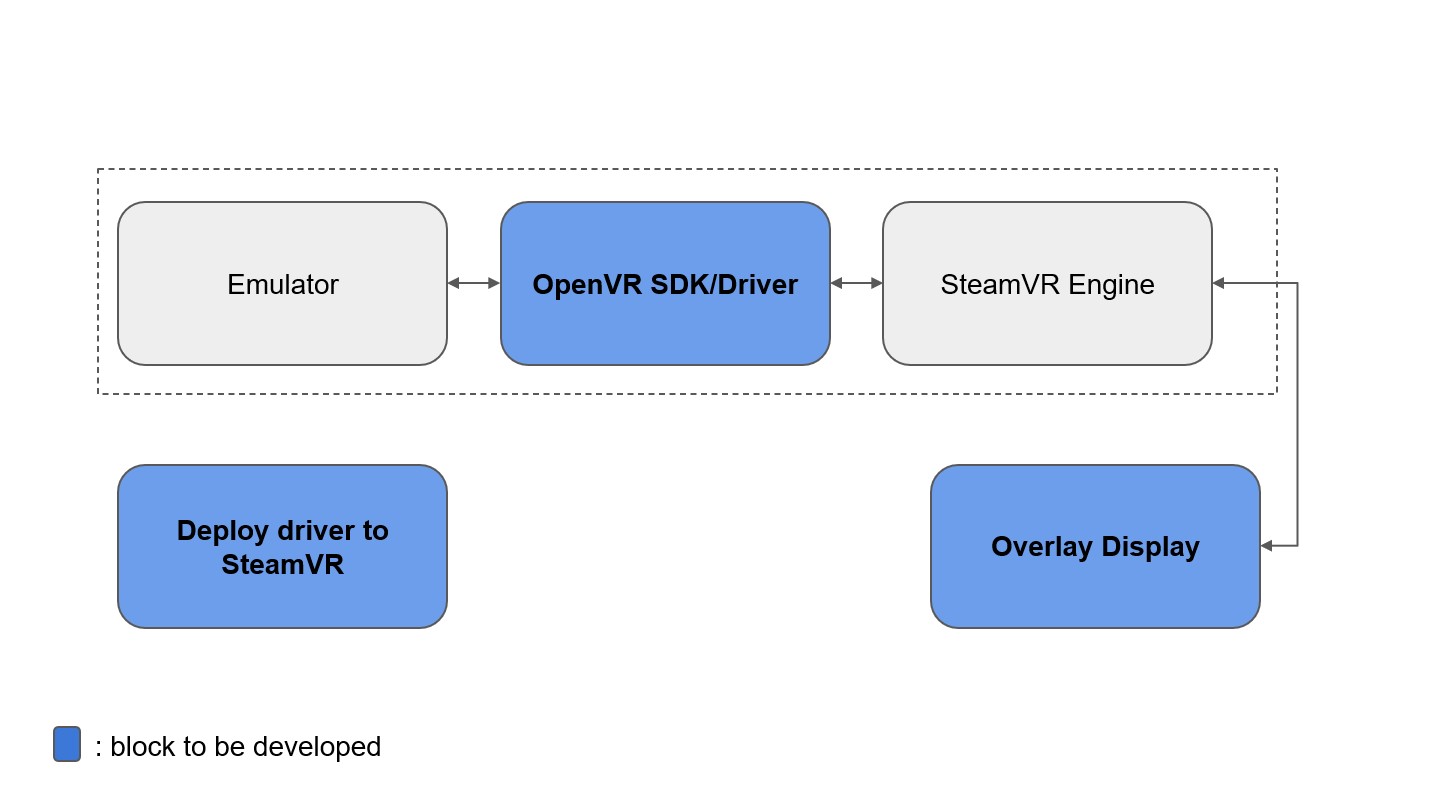 Emulator
OpenVR SDK/Driver
SteamVR Engine
Deploy driver to
SteamVR
Overlay Display
: block to be developed